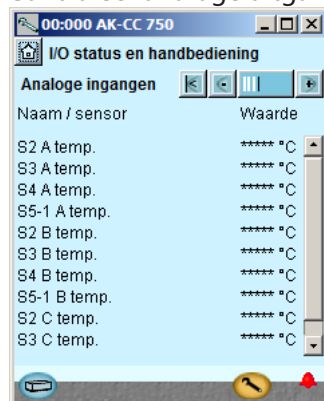 00:000 AK-CC 750
I/O status en handbediening
Analoge ingangen
Naam / sensor Waarde
S2 A temp. ***** °C
S3 A temp. ***** °C
S4 A temp. ***** °C
S5-1 A temp. ***** °C
S2 B temp. ***** °C
S3 B temp. ***** °C
S4 B temp. ***** °C
S5-1 B temp. ***** °C
S2 C temp. ***** °C
S3 C temp. ***** °C